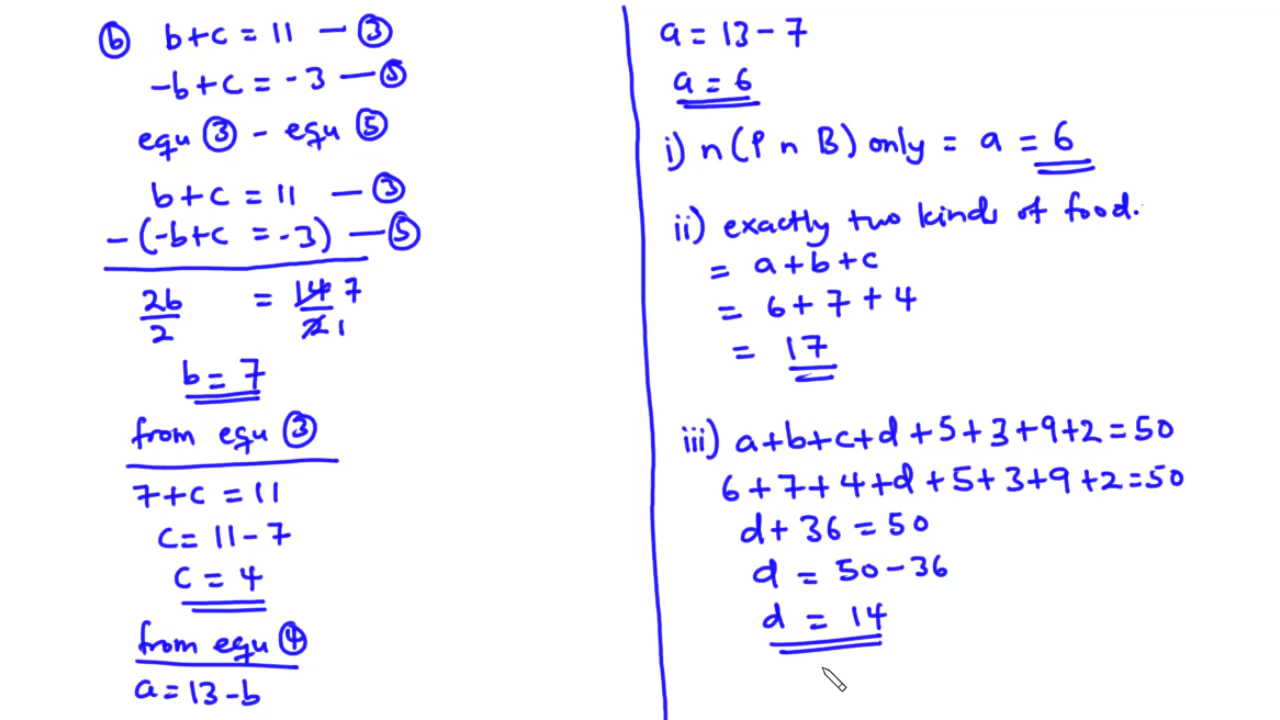 ⓑ b+c = 11 — ③
-b+c = -3 — ⑤
equ ③ - equ ⑤
b+c = 11 — ③
- (-b+c = -3) — ⑤
2b/2 = 14/2 7 1
b = 7
from equ ③
7+c = 11
c = 11 - 7
c = 4
from equ ④
a = 13 - b
a = 13 - 7
a = 6
i) n(P n B) only = a = 6
ii) exactly two kinds of food.
= a+b+c
= 6+7+4
= 17
iii) a+b+c+d+5+3+9+2=50
6+7+4+d+5+3+9+2=50
d+36=50
d = 50-36
d = 14